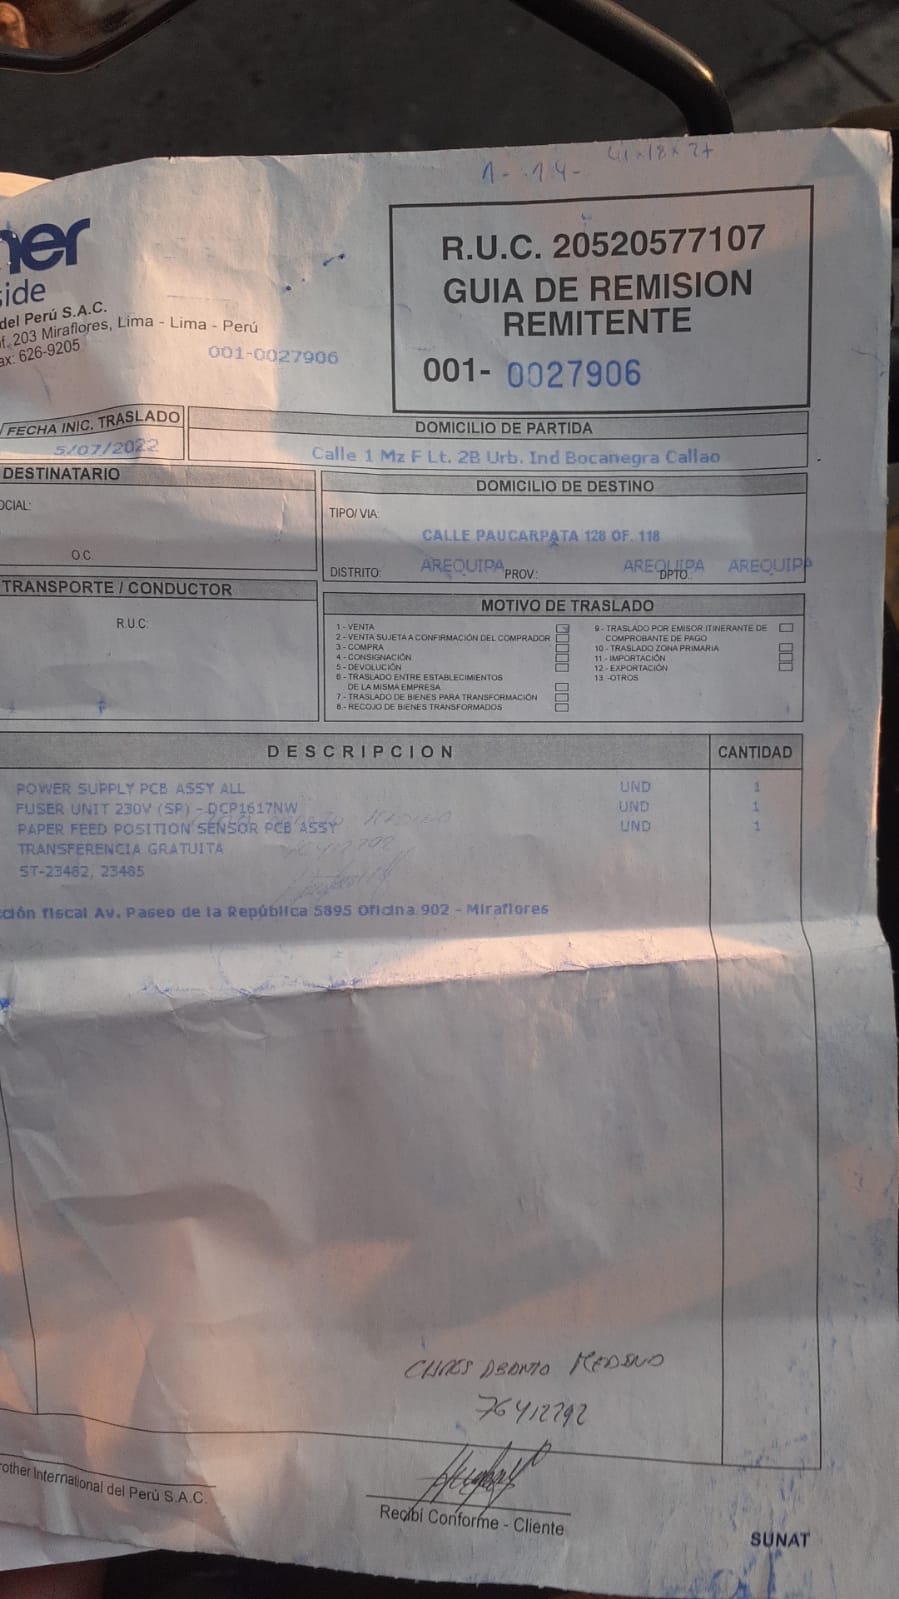 41x18x27
1- 14-
her
side
del Perú S.A.C.
of. 203 Miraflores, Lima - Lima - Perú
ax: 626-9205
001-0027906
R.U.C. 20520577107
GUIA DE REMISION
REMITENTE
001- 0027906
FECHA INIC. TRASLADO
5/07/2022
DOMICILIO DE PARTIDA
Calle 1 Mz F Lt. 2B Urb. Ind Bocanegra Callao
DESTINATARIO
OCIAL:
O.C.
DOMICILIO DE DESTINO
TIPO/ VIA:
CALLE PAUCARPATA 128 OF. 118
DISTRITO: AREQUIPA PROV.: AREQUIPA DPTO.: AREQUIPA
TRANSPORTE / CONDUCTOR
R.U.C:
MOTIVO DE TRASLADO
1 - VENTA
2 - VENTA SUJETA A CONFIRMACIÓN DEL COMPRADOR
3 - COMPRA
4 - CONSIGNACIÓN
5 - DEVOLUCIÓN
6 - TRASLADO ENTRE ESTABLECIMIENTOS
DE LA MISMA EMPRESA
7 - TRASLADO DE BIENES PARA TRANSFORMACIÓN
8 - RECOJO DE BIENES TRANSFORMADOS
9 - TRASLADO POR EMISOR ITINERANTE DE
COMPROBANTE DE PAGO
10 - TRASLADO ZONA PRIMARIA
11 - IMPORTACIÓN
12 - EXPORTACIÓN
13 -OTROS
DESCRIPCION CANTIDAD
POWER SUPPLY PCB ASSY ALL UND 1
FUSER UNIT 230V (SP) - DCP1617NW UND 1
PAPER FEED POSITION SENSOR PCB ASSY UND 1
TRANSFERENCIA GRATUITA
ST-23482, 23485
cción fiscal Av. Paseo de la República 5895 Oficina 902 - Miraflores
76412792
rother International del Perú S.A.C.
Recibí Conforme - Cliente
SUNAT